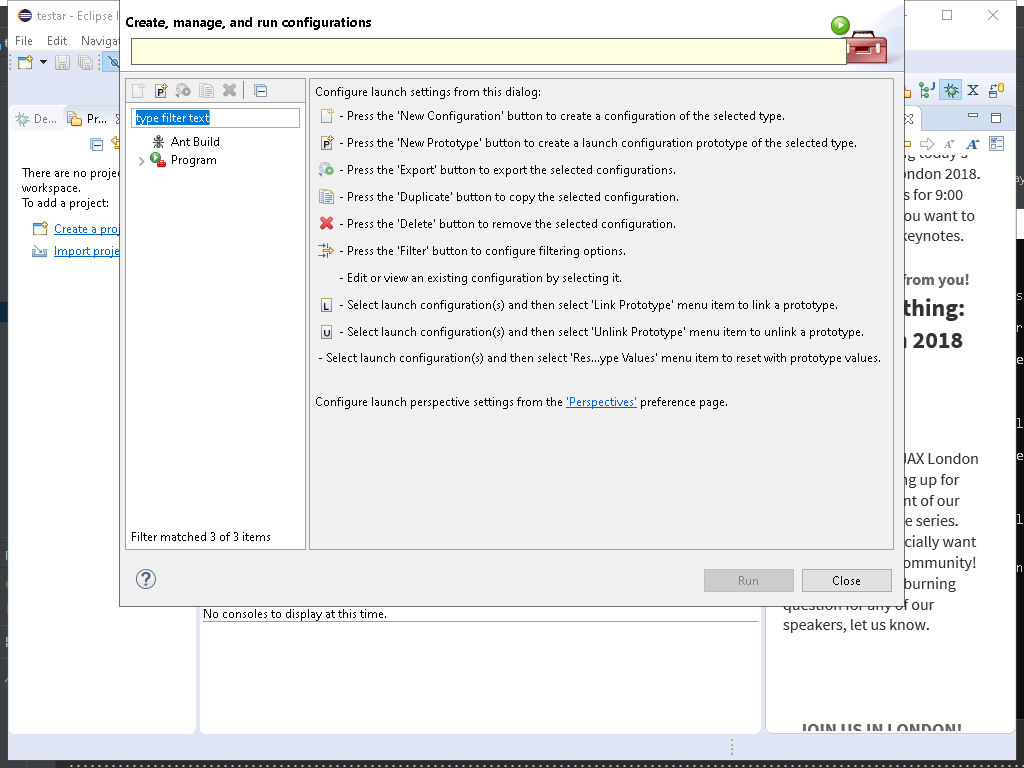 testar - Eclipse I
File Edit Navigat
Create, manage, and run configurations
De...
Pr...
There are no projec
workspace.
To add a project:
Create a proj
Import proje
type filter text
Ant Build
Program
Filter matched 3 of 3 items
Configure launch settings from this dialog:
- Press the 'New Configuration' button to create a configuration of the selected type.
- Press the 'New Prototype' button to create a launch configuration prototype of the selected type.
- Press the 'Export' button to export the selected configurations.
- Press the 'Duplicate' button to copy the selected configuration.
- Press the 'Delete' button to remove the selected configuration.
- Press the 'Filter' button to configure filtering options.
- Edit or view an existing configuration by selecting it.
- Select launch configuration(s) and then select 'Link Prototype' menu item to link a prototype.
- Select launch configuration(s) and then select 'Unlink Prototype' menu item to unlink a prototype.
- Select launch configuration(s) and then select 'Res...ype Values' menu item to reset with prototype values.
Configure launch perspective settings from the 'Perspectives' preference page.
Run
Close
No consoles to display at this time.
ng today's
ondon 2018.
s for 9:00
ou want to
keynotes.
from you!
thing:
n 2018
JAX London
ng up for
nt of our
e series.
cially want
ommunity!
burning
question for any of our
speakers, let us know.
JOIN US IN LONDON!